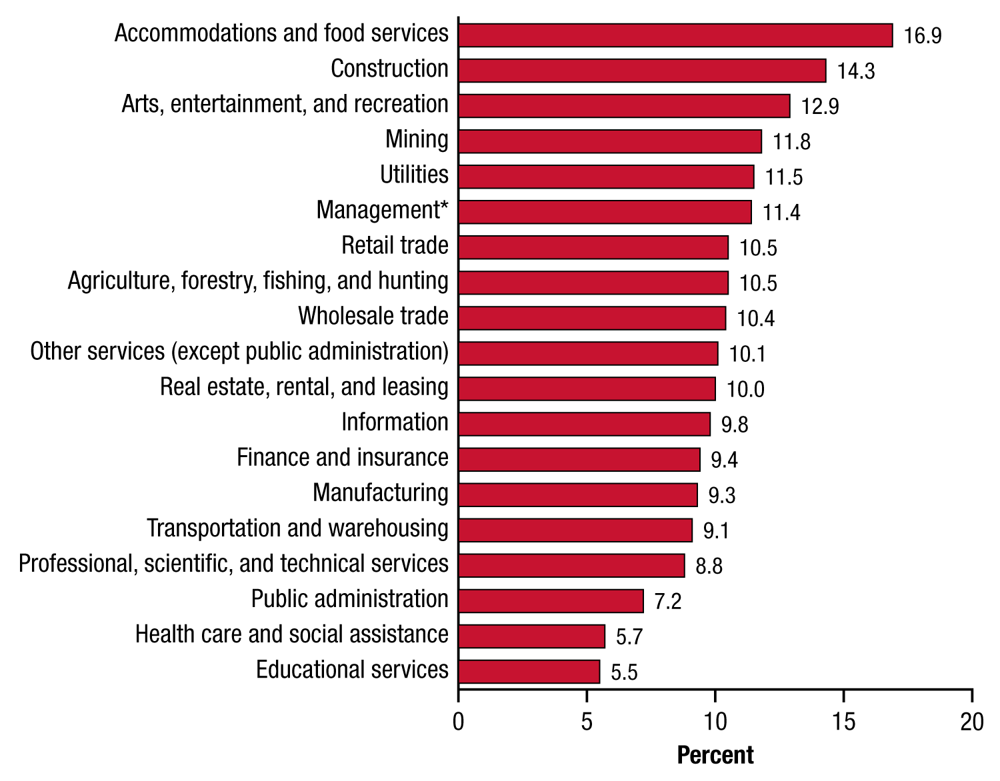 Accommodations and food services 16.9
Construction 14.3
Arts, entertainment, and recreation 12.9
Mining 11.8
Utilities 11.5
Management* 11.4
Retail trade 10.5
Agriculture, forestry, fishing, and hunting 10.5
Wholesale trade 10.4
Other services (except public administration) 10.1
Real estate, rental, and leasing 10.0
Information 9.8
Finance and insurance 9.4
Manufacturing 9.3
Transportation and warehousing 9.1
Professional, scientific, and technical services 8.8
Public administration 7.2
Health care and social assistance 5.7
Educational services 5.5
0 5 10 15 20
Percent